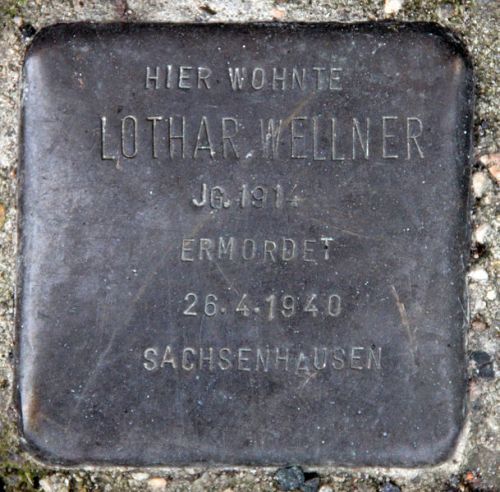 HIER WOHNTE
LOTHAR WELLNER
JG. 1914
ERMORDET
26.4.1940
SACHSENHAUSEN